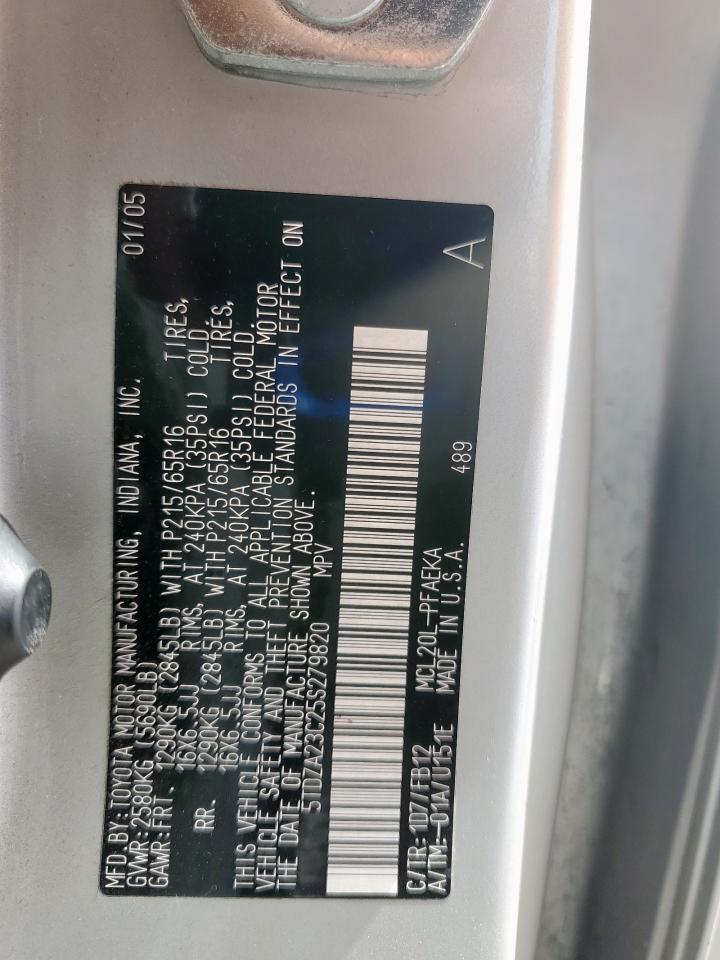 MFD.BY:TOYOTA MOTOR MANUFACTURING, INDIANA, INC. 01/05
GVWR:2580KG (5690LB)
GAWR:FRT. 1290KG (2845LB) WITH P215/65R16 TIRES,
16X6.5JJ RIMS, AT 240KPA (35PSI) COLD.
RR. 1290KG (2845LB) WITH P215/65R16 TIRES,
16X6.5JJ RIMS, AT 240KPA (35PSI) COLD.
THIS VEHICLE CONFORMS TO ALL APPLICABLE FEDERAL MOTOR
VEHICLE SAFETY AND THEFT PREVENTION STANDARDS IN EFFECT ON
THE DATE OF MANUFACTURE SHOWN ABOVE.
5TDZA23C25S279820 MPV
C/TR:1D7/FB12 MCL20L-PFAEKA 489 A
A/TM:-01A/U151E MADE IN U.S.A.